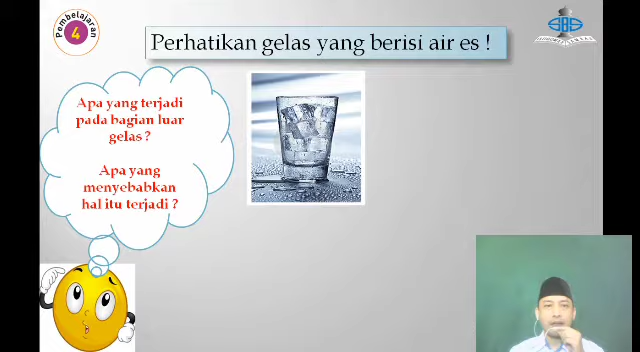 Pembelajaran
4
Perhatikan gelas yang berisi air es !
SBS
Apa yang terjadi
pada bagian luar
gelas ?
Apa yang
menyebabkan
hal itu terjadi ?